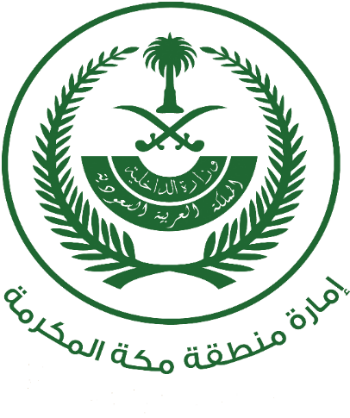 وزارة الداخلية
المملكة العربية السعودية
إمارة منطقة مكة المكرمة